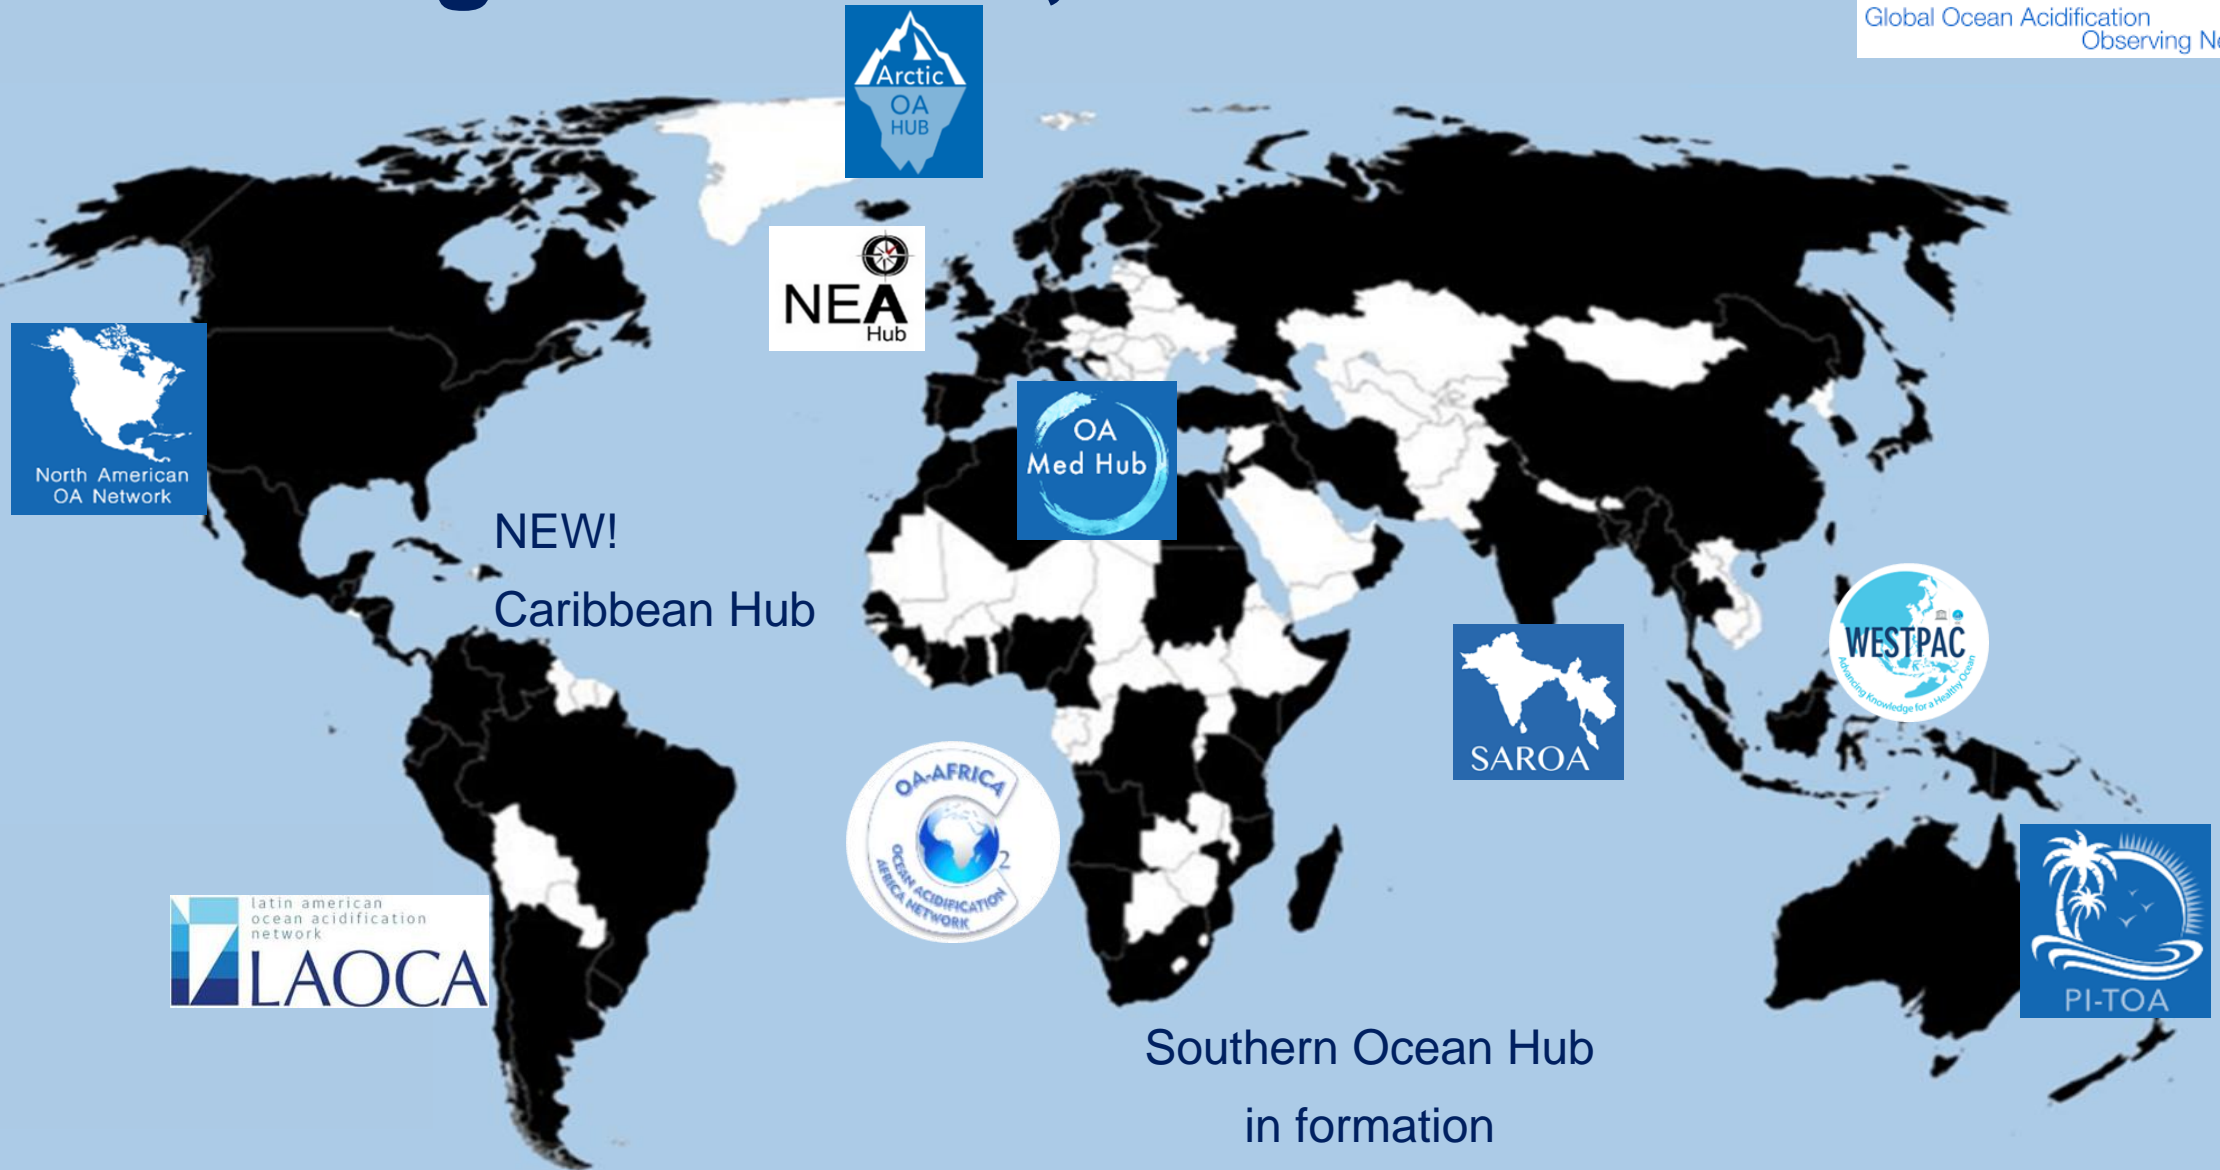 Global Ocean Acidification
Observing
Arctic
OA
HUB
NEA
Hub
North American
OA Network
OA
Med Hub
NEW!
Caribbean Hub
WESTPAC
Advancing Knowledge for a Healthy Ocean
SAROA
OA-AFRICA
2
OCEAN ACIDIFICATION
AFRICA NETWORK
latin american
ocean acidification
network
LAOCA
PI-TOA
Southern Ocean Hub
in formation